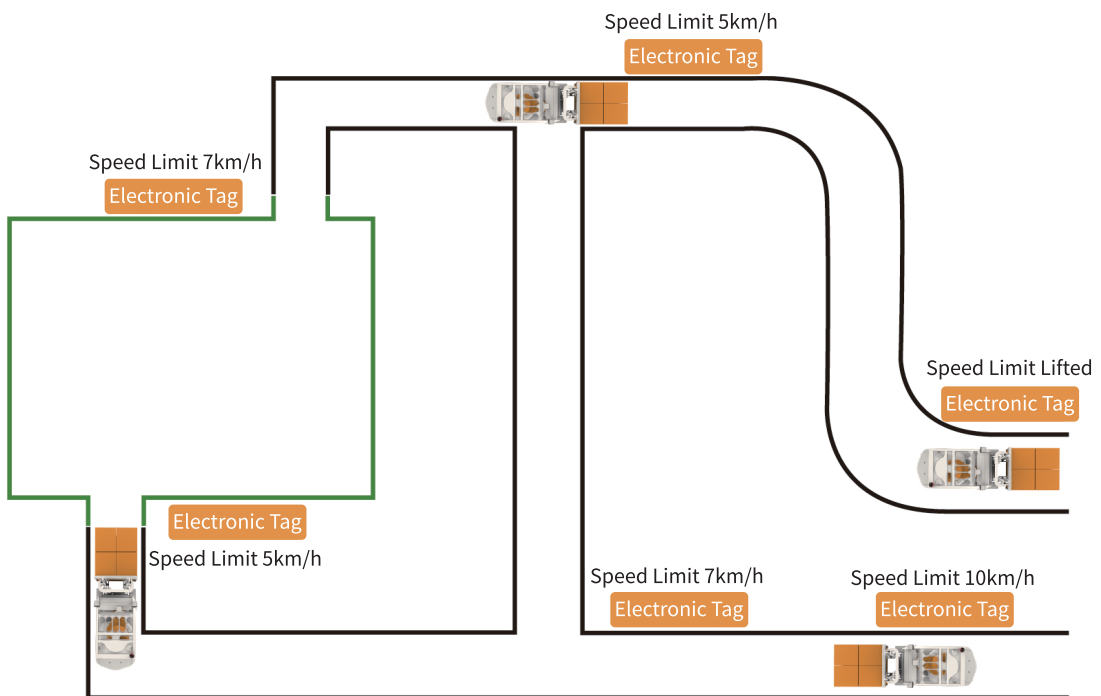 Speed Limit 5km/h
Electronic Tag
Speed Limit 7km/h
Electronic Tag
Speed Limit Lifted
Electronic Tag
Electronic Tag
Speed Limit 5km/h
Speed Limit 7km/h
Electronic Tag
Speed Limit 10km/h
Electronic Tag